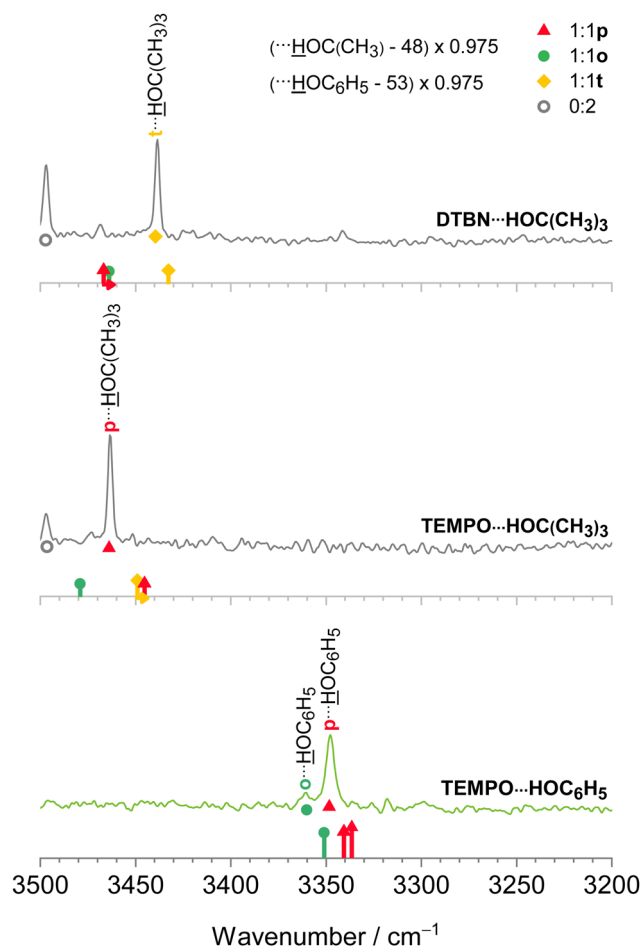 (···HOC(CH3) - 48) x 0.975
(···HOC6H5 - 53) x 0.975
1:1p
1:1o
1:1t
0:2
t···HOC(CH3)3
DTBN···HOC(CH3)3
p···HOC(CH3)3
TEMPO···HOC(CH3)3
o···HOC6H5
p···HOC6H5
TEMPO···HOC6H5
3500 3450 3400 3350 3300 3250 3200
Wavenumber / cm−1